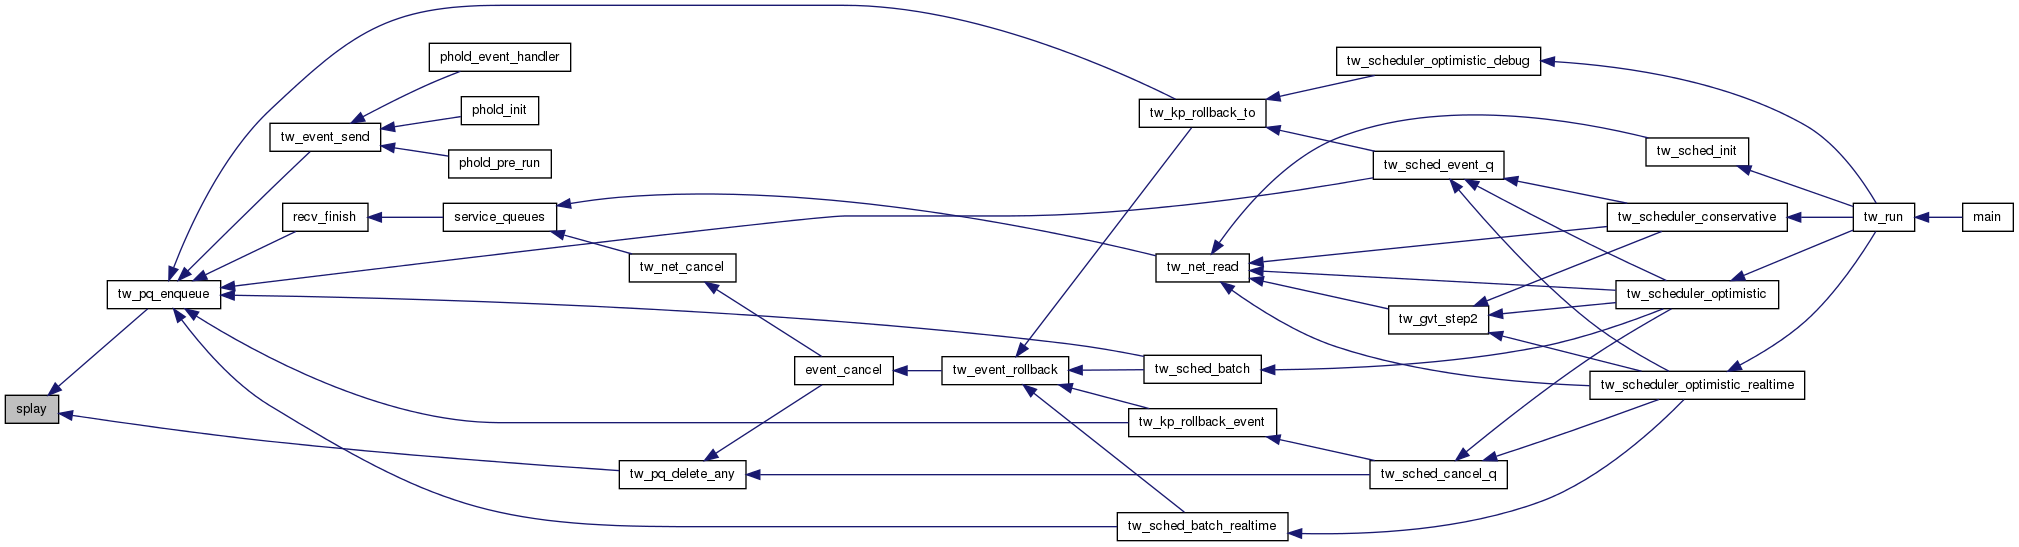 splay
tw_pq_enqueue
tw_event_send
phold_event_handler
phold_init
phold_pre_run
recv_finish
service_queues
tw_net_cancel
tw_pq_delete_any
event_cancel
tw_event_rollback
tw_kp_rollback_to
tw_net_read
tw_sched_batch
tw_kp_rollback_event
tw_sched_batch_realtime
tw_scheduler_optimistic_debug
tw_sched_event_q
tw_gvt_step2
tw_sched_cancel_q
tw_sched_init
tw_scheduler_conservative
tw_scheduler_optimistic
tw_scheduler_optimistic_realtime
tw_run
main